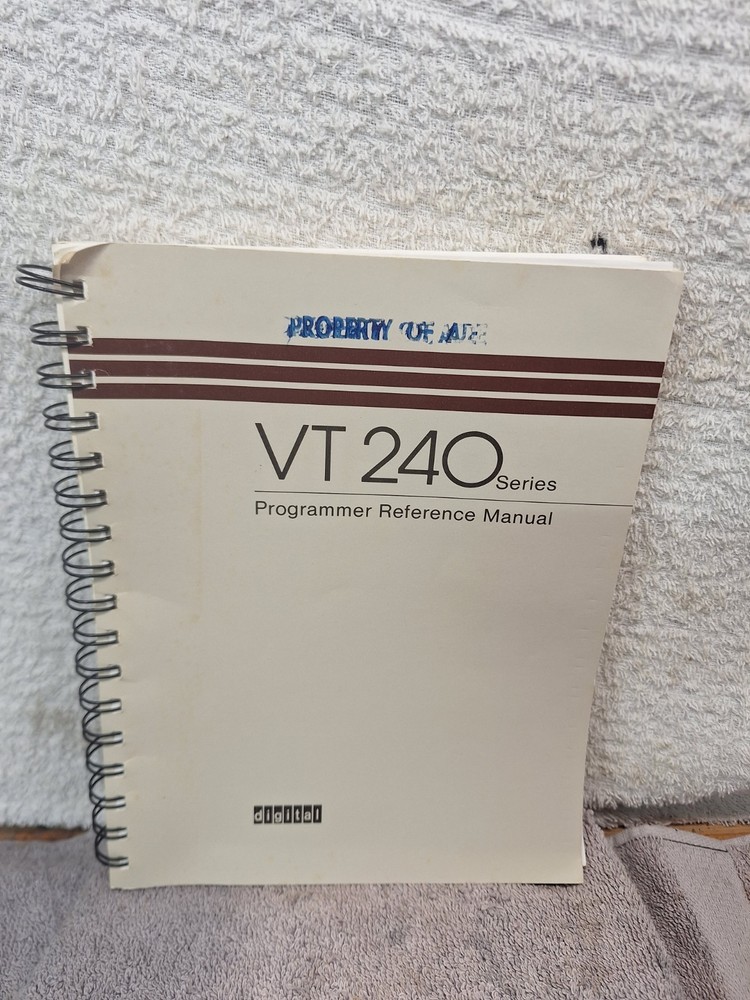 PROPERTY OF
VT 240 Series
Programmer Reference Manual
digital